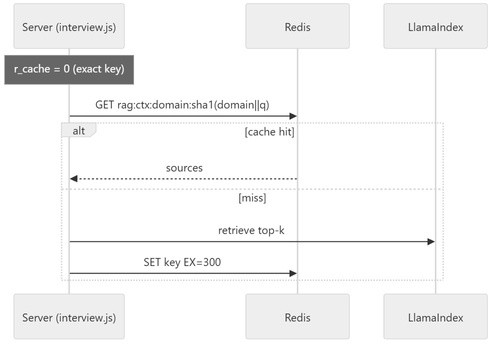 Server (interview.js)
Redis
LlamaIndex
r_cache = 0 (exact key)
GET rag:ctx:domain:sha1(domain||q)
alt
[cache hit]
sources
[miss]
retrieve top-k
SET key EX=300
Server (interview.js)
Redis
LlamaIndex